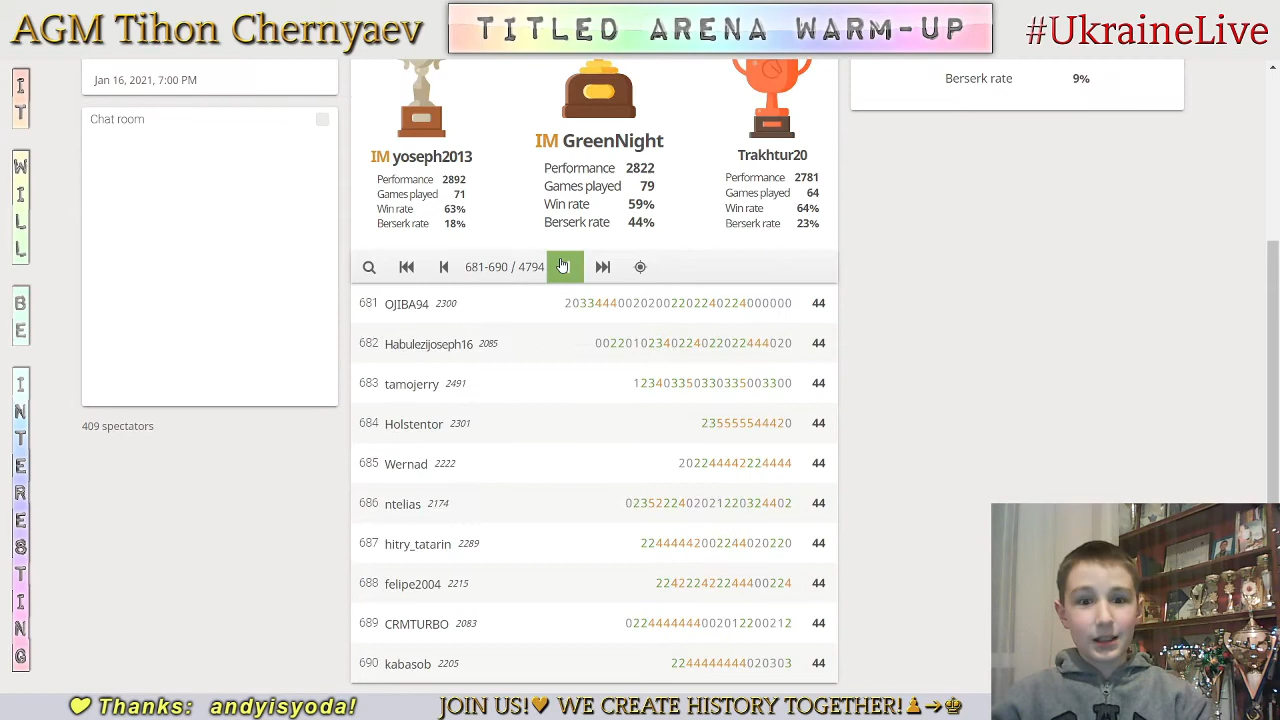 AGM Tihon Chernyaev
TITLED ARENA WARM-UP
#UkraineLive
IT
WILL
BE
INTERESTING
Jan 16, 2021, 7:00 PM
Chat room
409 spectators
IM yoseph2013
Performance 2892
Games played 71
Win rate 63%
Berserk rate 18%
IM GreenNight
Performance 2822
Games played 79
Win rate 59%
Berserk rate 44%
Trakhtur20
Performance 2781
Games played 64
Win rate 64%
Berserk rate 23%
Berserk rate 9%
681-690 / 4794
681 OJIBA94 2300 203344400202002202240224000000 44
682 Habulezijoseph16 2085 00220102340224022022444020 44
683 tamojerry 2491 123403350330335003300 44
684 Holstentor 2301 235555544420 44
685 Wernad 2222 202244442224444 44
686 ntelias 2174 0235222402021220324402 44
687 hitry_tatarin 2289 22444442002244020220 44
688 felipe2004 2215 224222422244400224 44
689 CRMTURBO 2083 0224444444002012200212 44
690 kabasob 2205 2244444444020303 44
Thanks: andyisyoda!
JOIN US! WE CREATE HISTORY TOGETHER!